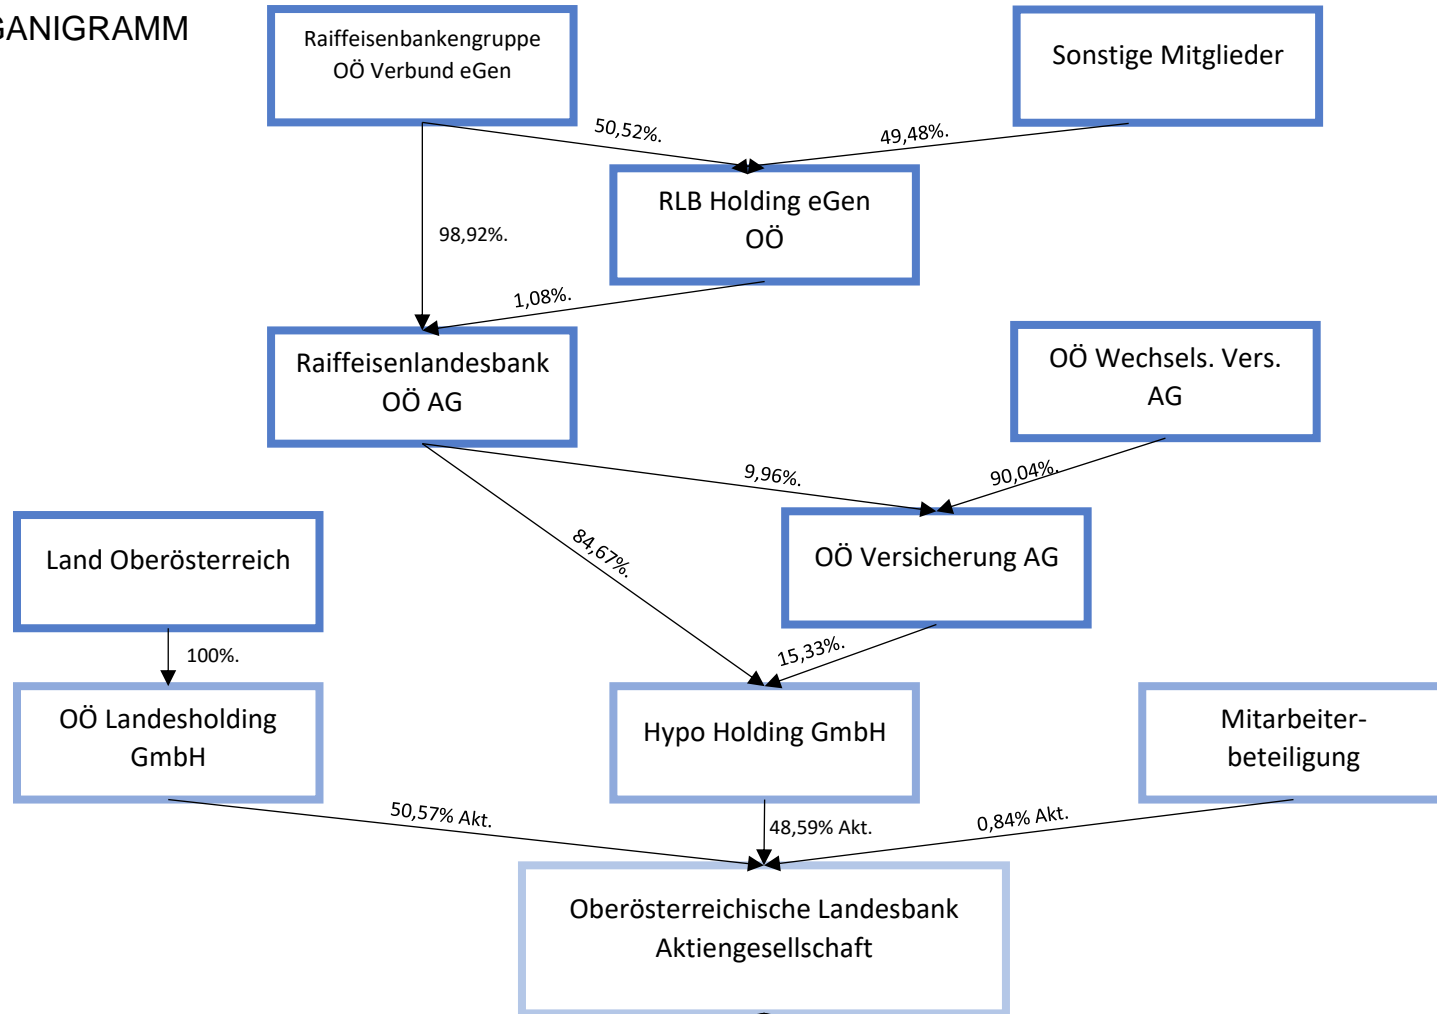 GANIGRAMM
Raiffeisenbankengruppe
OÖ Verbund eGen
Sonstige Mitglieder
50,52%.
49,48%.
RLB Holding eGen
OÖ
98,92%.
1,08%.
Raiffeisenlandesbank
OÖ AG
OÖ Wechsels. Vers.
AG
9,96%.
90,04%.
84,67%.
Land Oberösterreich
OÖ Versicherung AG
100%.
15,33%.
OÖ Landesholding
GmbH
Hypo Holding GmbH
Mitarbeiter-
beteiligung
50,57% Akt.
48,59% Akt.
0,84% Akt.
Oberösterreichische Landesbank
Aktiengesellschaft